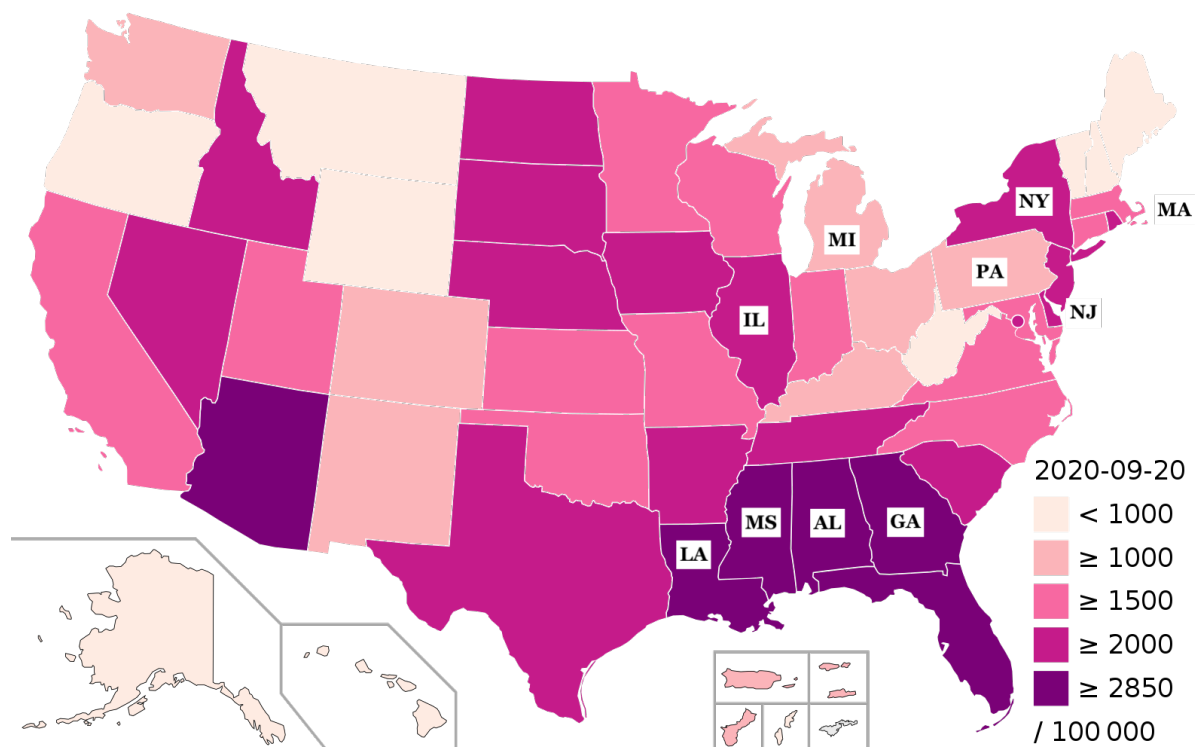 NY
MA
MI
PA
NJ
IL
MS
AL
GA
LA
2020-09-20
< 1000
≥ 1000
≥ 1500
≥ 2000
≥ 2850
/ 100 000